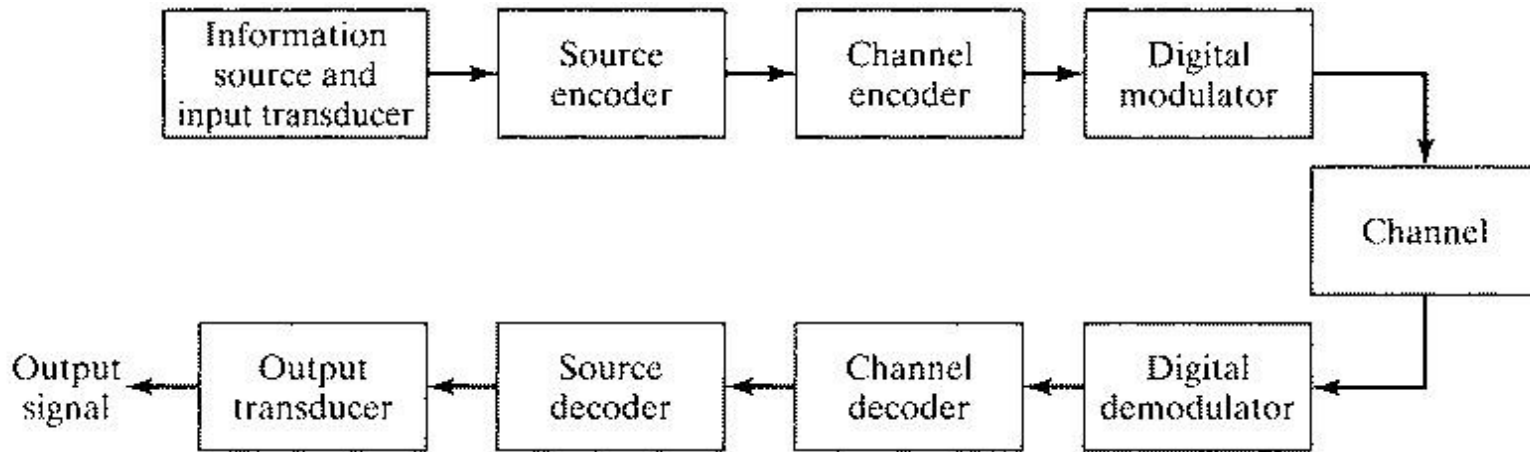 Information
source and
input transducer
Source
encoder
Channel
encoder
Digital
modulator
Channel
Output
signal
Output
transducer
Source
decoder
Channel
decoder
Digital
demodulator